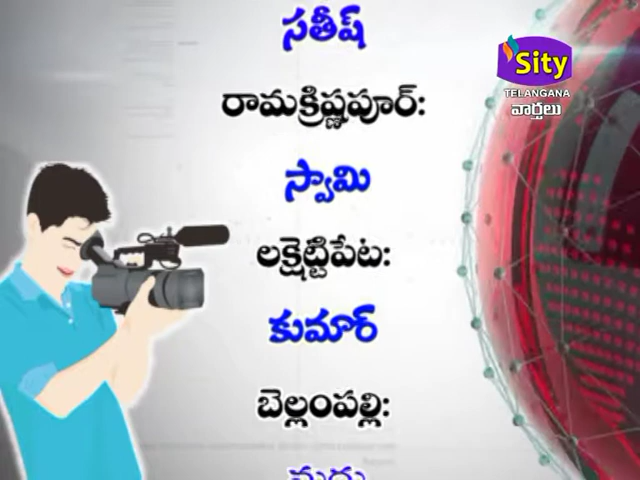 సతీష్
Sity
TELANGANA
వార్తలు
రామక్రిష్ణపూర్:
స్వామి
లక్షెట్టిపేట:
కుమార్
బెల్లంపల్లి: